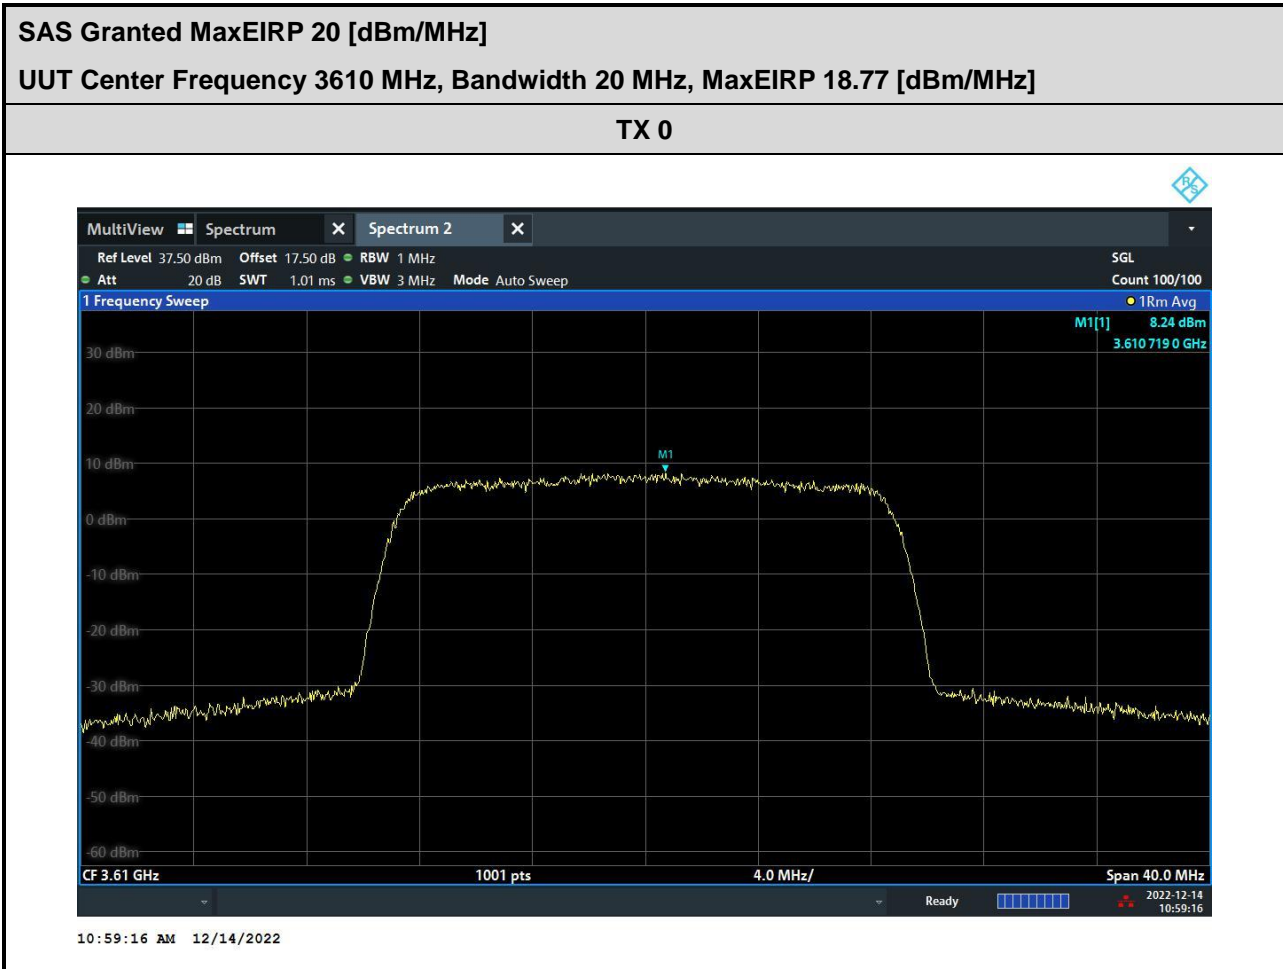 SAS Granted MaxEIRP 20 [dBm/MHz]
UUT Center Frequency 3610 MHz, Bandwidth 20 MHz, MaxEIRP 18.77 [dBm/MHz]
TX 0
R&S
MultiView Spectrum X Spectrum 2 X
Ref Level 37.50 dBm Offset 17.50 dB RBW 1 MHz SGL
Att 20 dB SWT 1.01 ms VBW 3 MHz Mode Auto Sweep Count 100/100
1 Frequency Sweep 1Rm Avg
M1[1] 8.24 dBm
3.610 719 0 GHz
30 dBm
20 dBm
M1
10 dBm
0 dBm
-10 dBm
-20 dBm
-30 dBm
-40 dBm
-50 dBm
-60 dBm
CF 3.61 GHz 1001 pts 4.0 MHz/ Span 40.0 MHz
Ready 2022-12-14
10:59:16
10:59:16 AM 12/14/2022